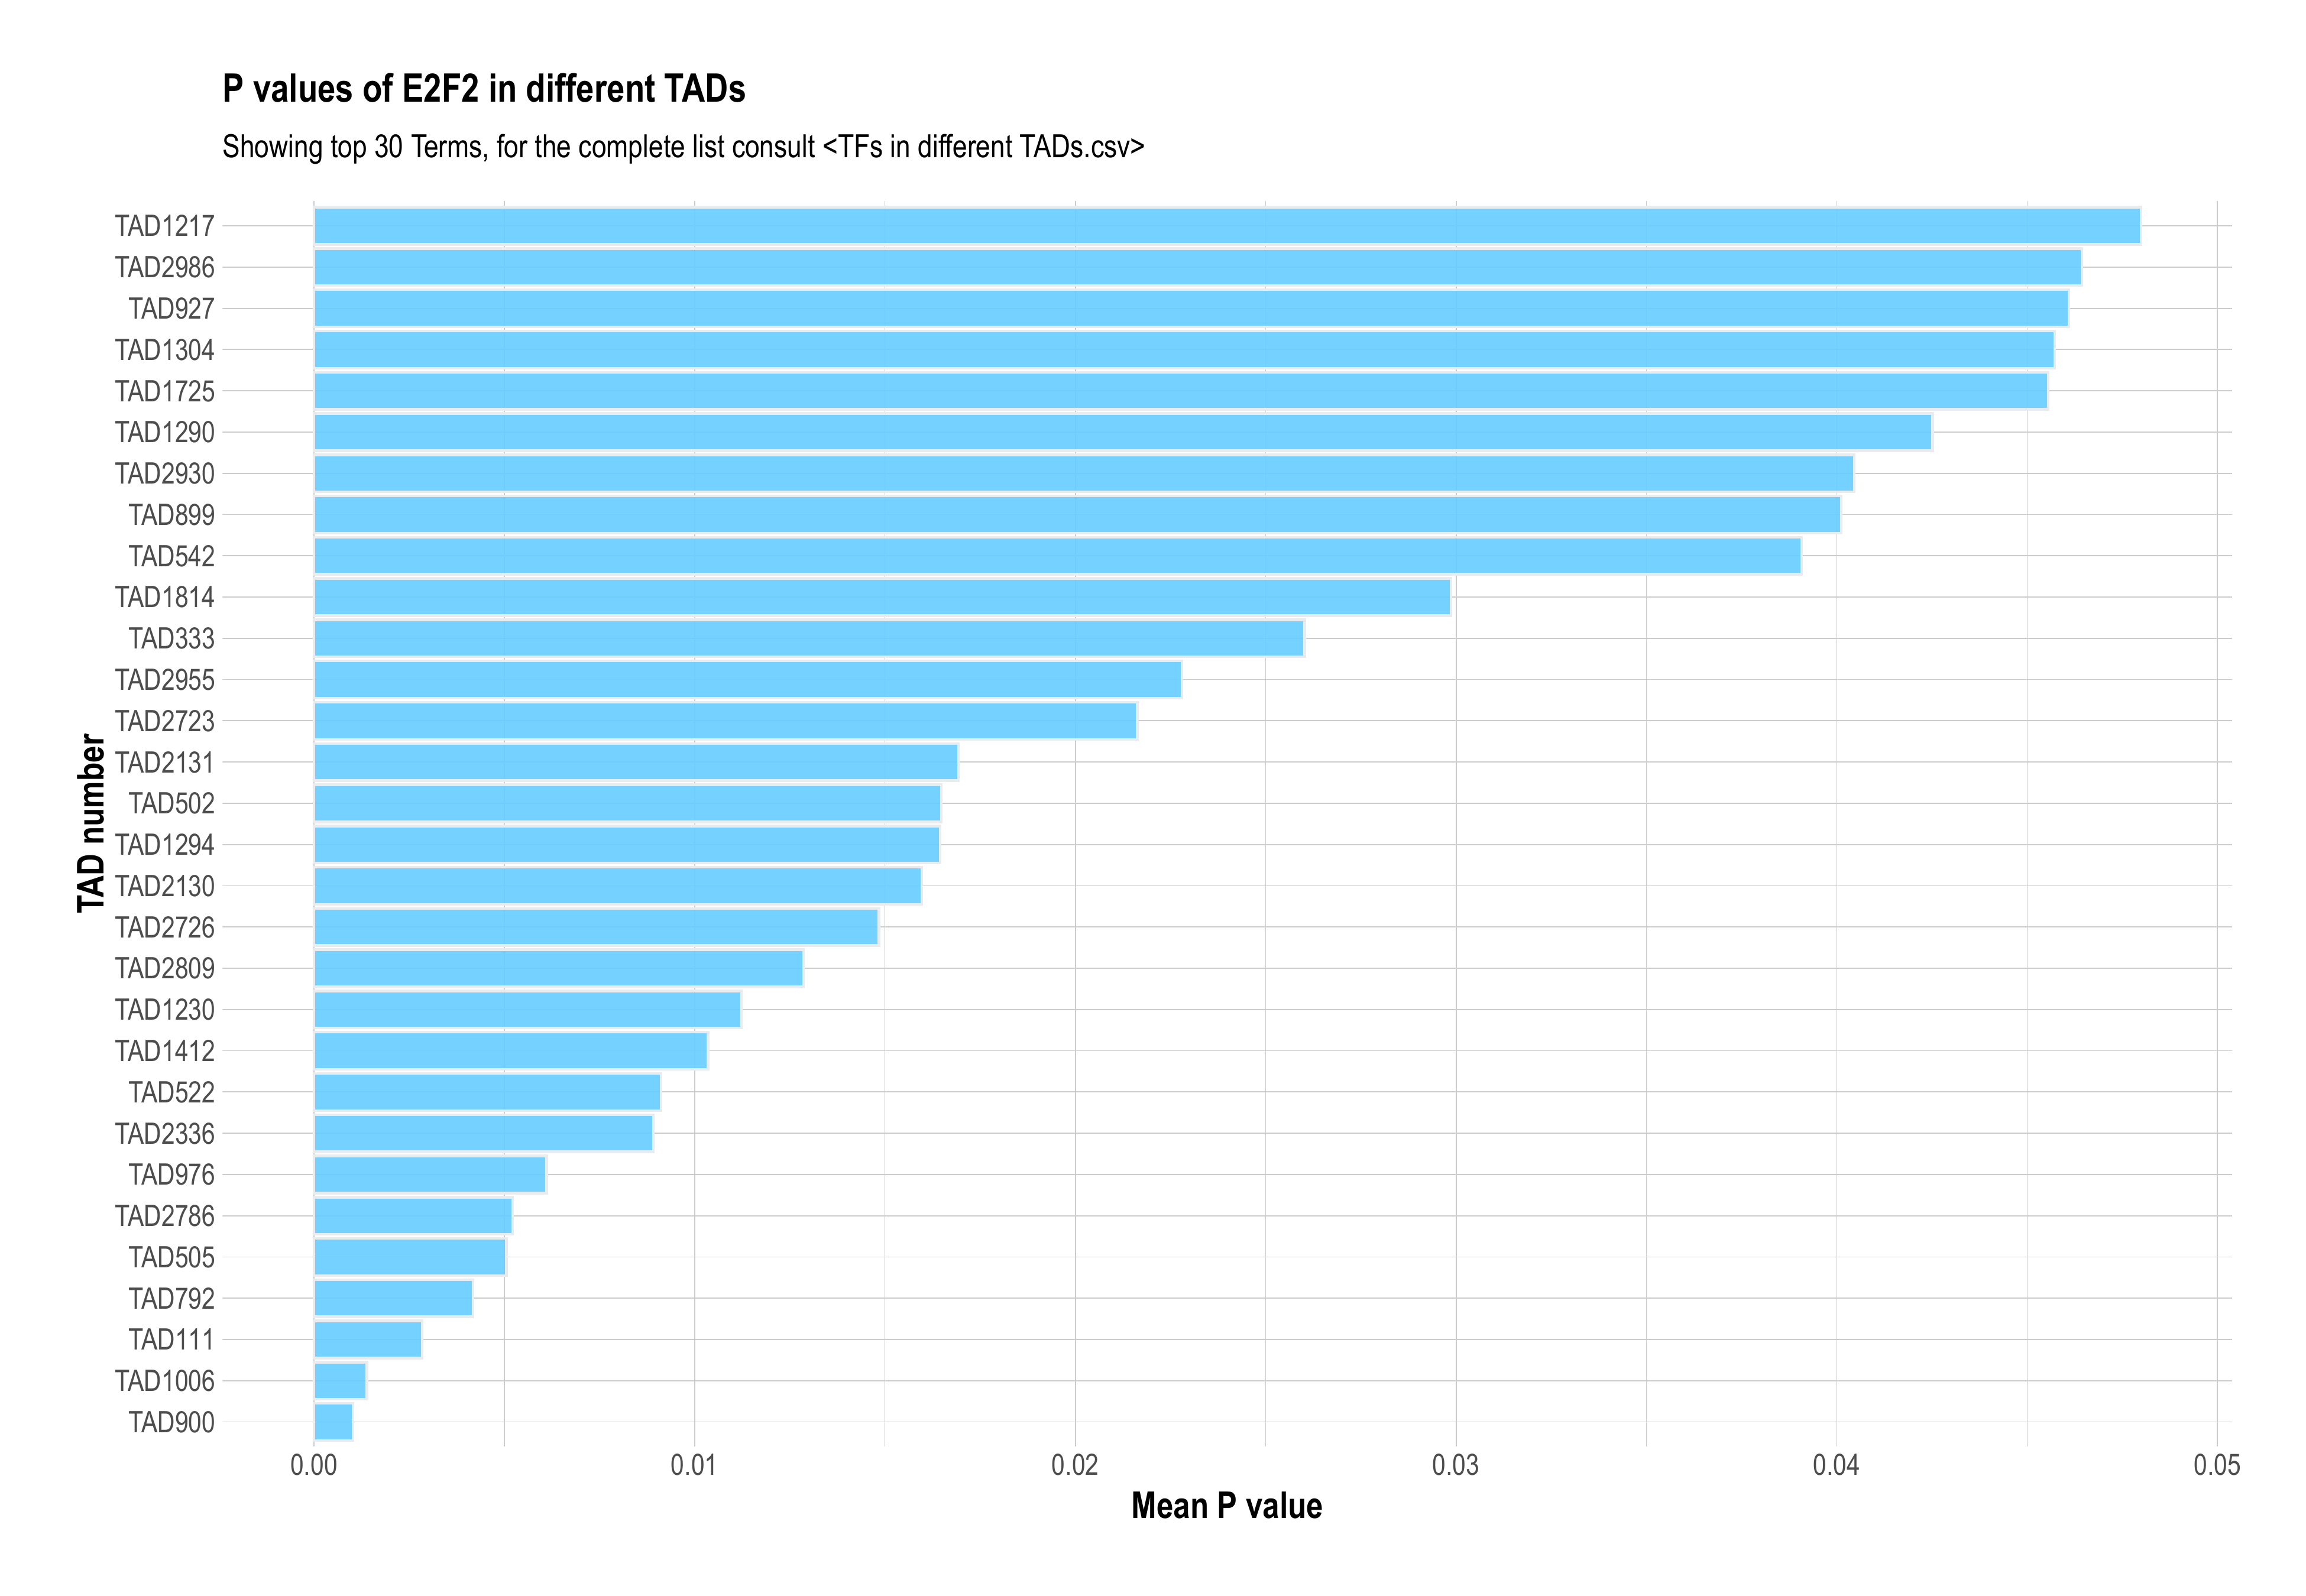 P values of E2F2 in different TADs
Showing top 30 Terms, for the complete list consult <TFs in different TADs.csv>
TAD number
TAD1217
TAD2986
TAD927
TAD1304
TAD1725
TAD1290
TAD2930
TAD899
TAD542
TAD1814
TAD333
TAD2955
TAD2723
TAD2131
TAD502
TAD1294
TAD2130
TAD2726
TAD2809
TAD1230
TAD1412
TAD522
TAD2336
TAD976
TAD2786
TAD505
TAD792
TAD111
TAD1006
TAD900
0.00 0.01 0.02 0.03 0.04 0.05
Mean P value